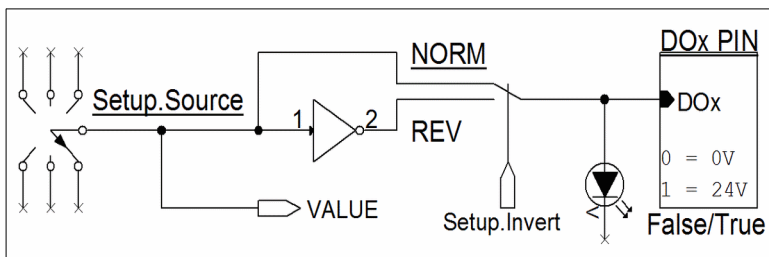 NORM
DOx PIN
Setup.Source
1
2
DOx
REV
0 = 0V
VALUE
Setup.Invert
1 = 24V
False/True